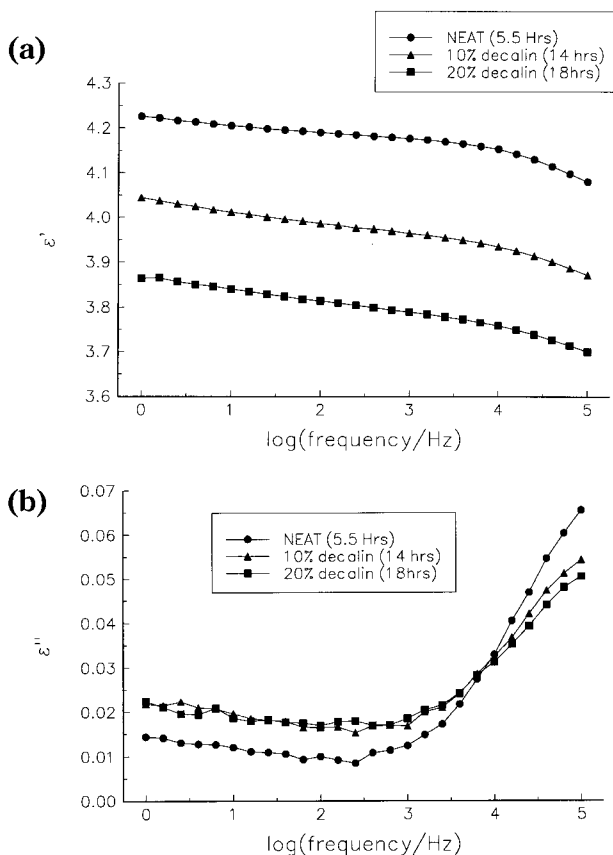 NEAT (5.5 Hrs)
10% decalin (14 hrs)
20% decalin (18hrs)
(a)
4.3
4.2
4.1
4.0
3.9
3.8
3.7
3.6
ε'
0 1 2 3 4 5
log(frequency/Hz)
(b)
0.07
0.06
0.05
0.04
0.03
0.02
0.01
0.00
ε"
NEAT (5.5 Hrs)
10% decalin (14 hrs)
20% decalin (18hrs)
0 1 2 3 4 5
log(frequency/Hz)